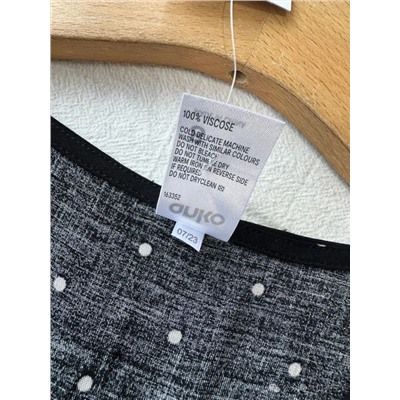 100% VISCOSE
COLD DELICATE MACHINE
WASH WITH SIMILAR COLOURS
DO NOT BLEACH
DO NOT TUMBLE DRY
WARM IRON ON REVERSE SIDE
IF REQUIRED
DO NOT DRYCLEAN
163352
07/23